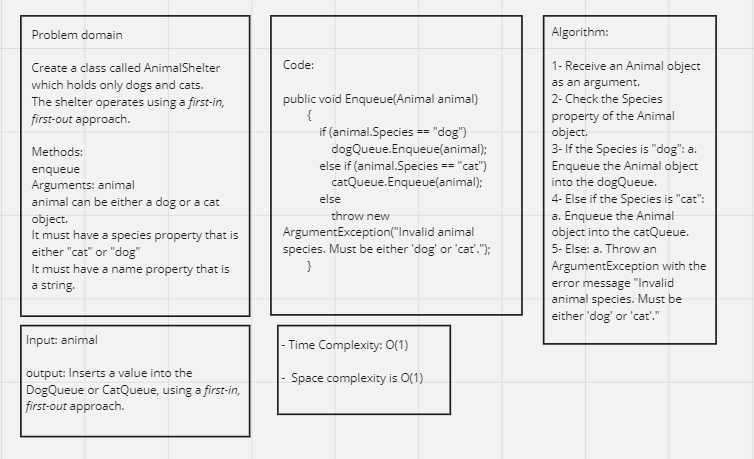 Problem domain
Create a class called AnimalShelter
which holds only dogs and cats.
The shelter operates using a first-in,
first-out approach.
Methods:
enqueue
Arguments: animal
animal can be either a dog or a cat
object.
It must have a species property that is
either "cat" or "dog"
It must have a name property that is
a string.
Input: animal
output: Inserts a value into the
DogQueue or CatQueue, using a first-in,
first-out approach.
Code:
public void Enqueue(Animal animal)
{
if (animal.Species == "dog")
dogQueue.Enqueue(animal);
else if (animal.Species == "cat")
catQueue.Enqueue(animal);
else
throw new
ArgumentException("Invalid animal
species. Must be either 'dog' or 'cat'.");
}
- Time Complexity: O(1)
- Space complexity is O(1)
Algorithm:
1- Receive an Animal object
as an argument.
2- Check the Species
property of the Animal
object.
3- If the Species is "dog": a.
Enqueue the Animal object
into the dogQueue.
4- Else if the Species is "cat":
a. Enqueue the Animal
object into the catQueue.
5- Else: a. Throw an
ArgumentException with the
error message "Invalid
animal species. Must be
either 'dog' or 'cat'."